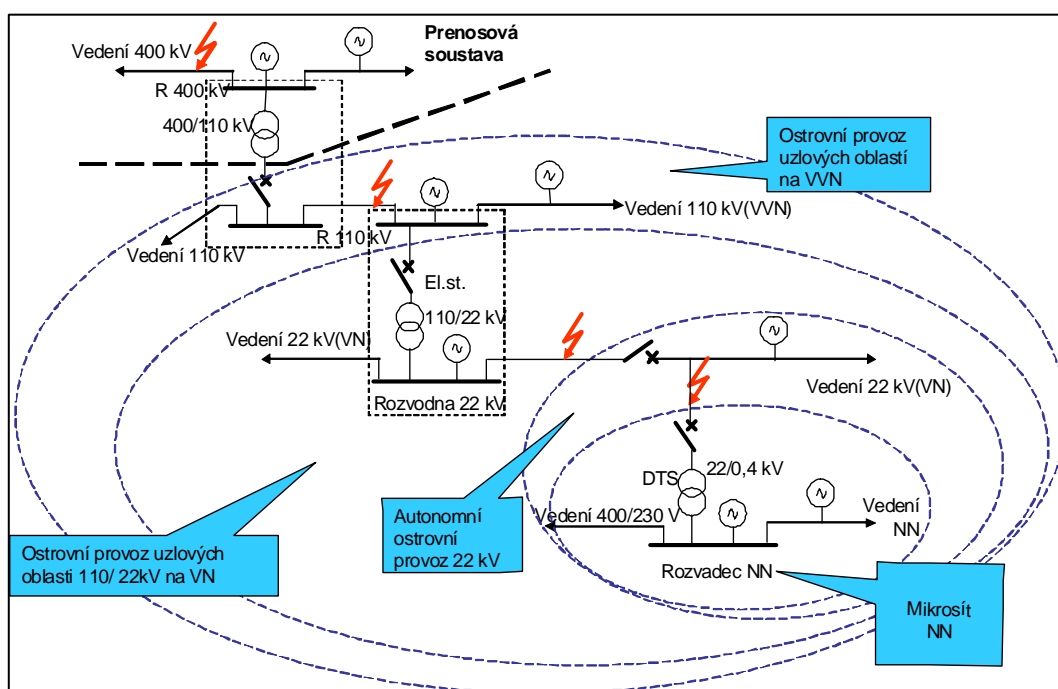 Prenosová
soustava
Vedení 400 kV
R 400 kV
400/110 kV
Ostrovní provoz
uzlových oblastí
na VVN
Vedení 110 kV(VVN)
R 110 kV
Vedení 110 kV
El.st.
110/22 kV
Vedení 22 kV(VN)
Vedení 22 kV(VN)
Rozvodna 22 kV
DTS
22/0,4 kV
Vedení 400/230 V
Vedení
NN
Autonomní
ostrovní
provoz 22 kV
Ostrovní provoz uzlových
oblasti 110/ 22kV na VN
Rozvadec NN
Mikrosít
NN